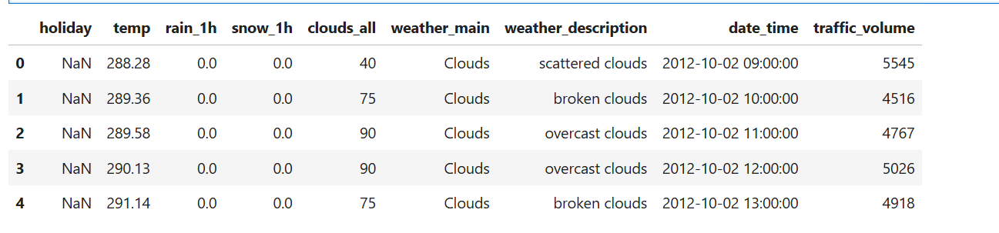 holiday temp rain_1h snow_1h clouds_all weather_main weather_description date_time traffic_volume
0 NaN 288.28 0.0 0.0 40 Clouds scattered clouds 2012-10-02 09:00:00 5545
1 NaN 289.36 0.0 0.0 75 Clouds broken clouds 2012-10-02 10:00:00 4516
2 NaN 289.58 0.0 0.0 90 Clouds overcast clouds 2012-10-02 11:00:00 4767
3 NaN 290.13 0.0 0.0 90 Clouds overcast clouds 2012-10-02 12:00:00 5026
4 NaN 291.14 0.0 0.0 75 Clouds broken clouds 2012-10-02 13:00:00 4918